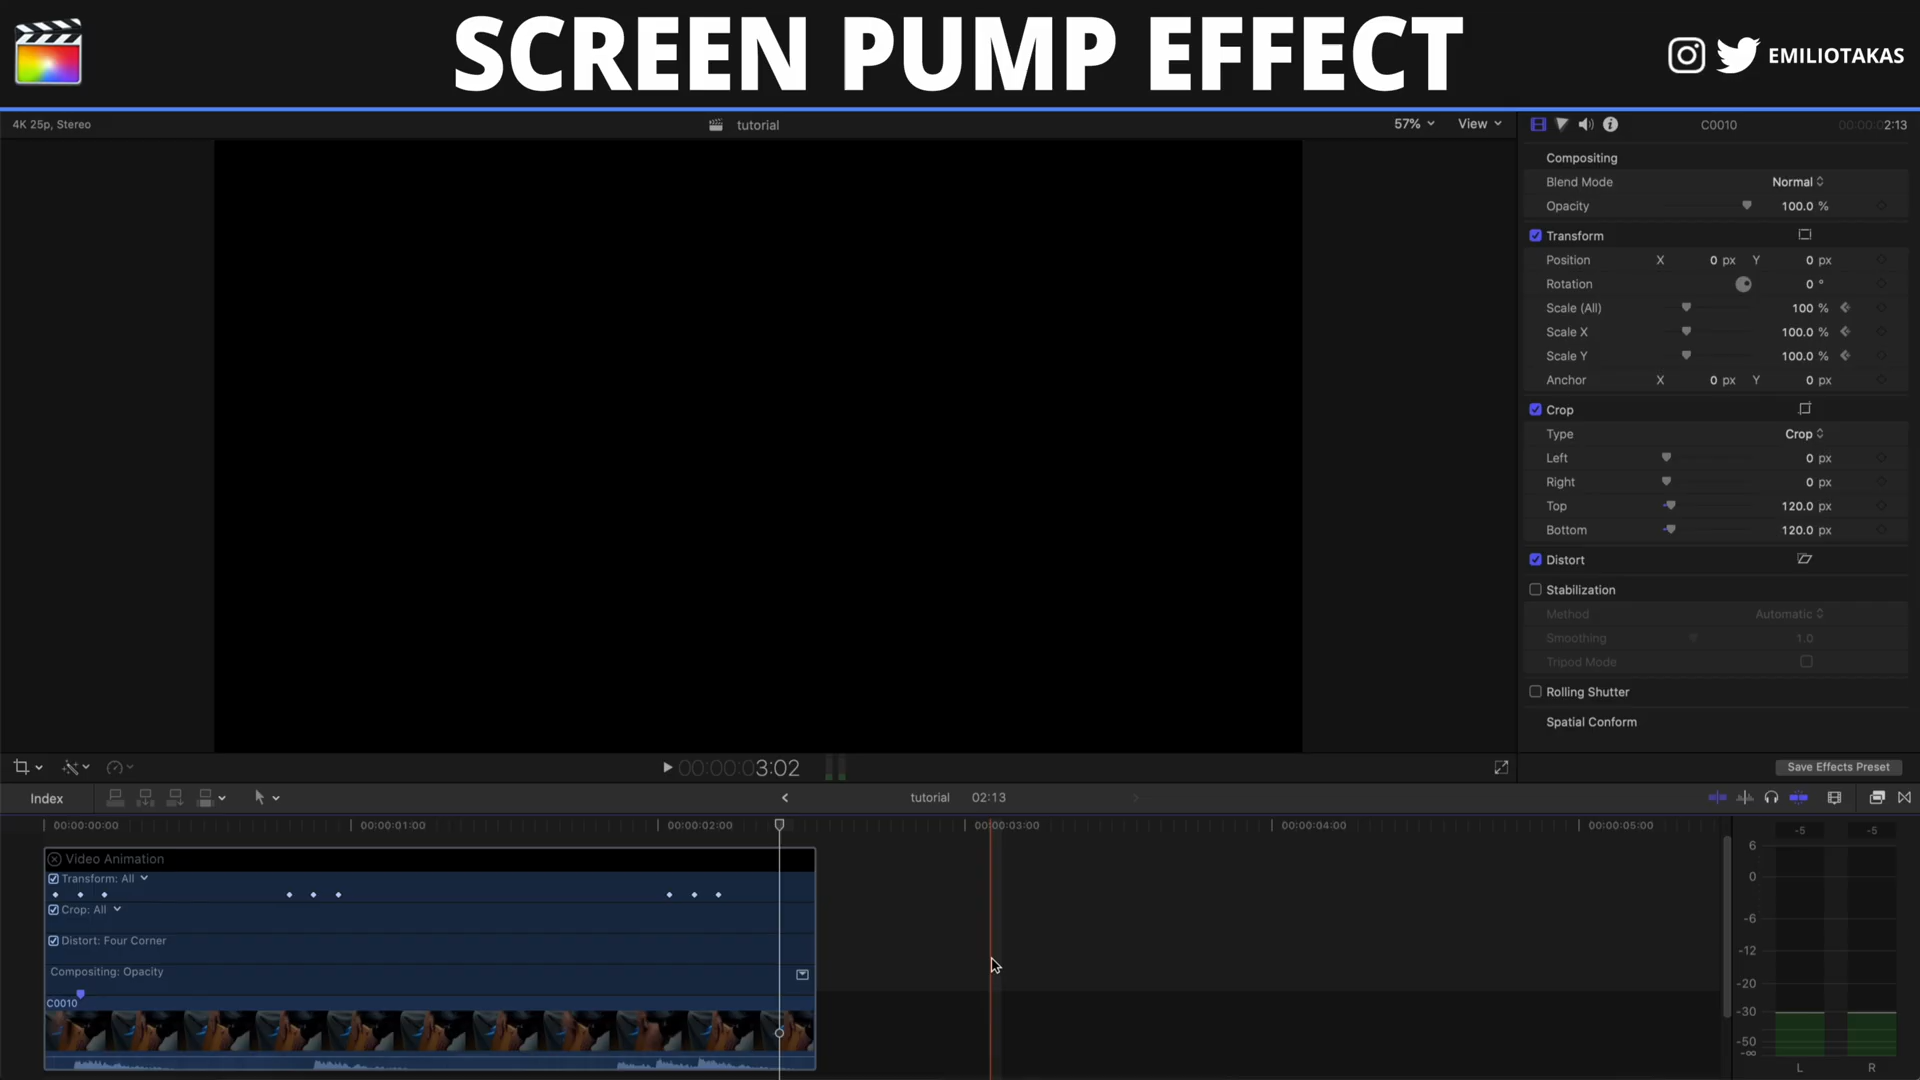 SCREEN PUMP EFFECT
EMILIOTAKAS
4K 25p, Stereo
tutorial
57%
View
C0010
00:00:02:13
Compositing
Blend Mode
Normal
Opacity
100.0 %
Transform
Position
X
0 px
Y
0 px
Rotation
0 °
Scale (All)
100 %
Scale X
100.0 %
Scale Y
100.0 %
Anchor
X
0 px
Y
0 px
Crop
Type
Crop
Left
0 px
Right
0 px
Top
120.0 px
Bottom
120.0 px
Distort
Stabilization
Method
Automatic
Smoothing
1.0
Tripod Mode
Rolling Shutter
Spatial Conform
00:00:03:02
Save Effects Preset
Index
tutorial
02:13
00:00:00:00
00:00:01:00
00:00:02:00
00:00:03:00
00:00:04:00
00:00:05:00
Video Animation
Transform: All
Crop: All
Distort: Four Corner
Compositing: Opacity
C0010
-5
-5
6
0
-6
-12
-20
-30
-50
-∞
L
R